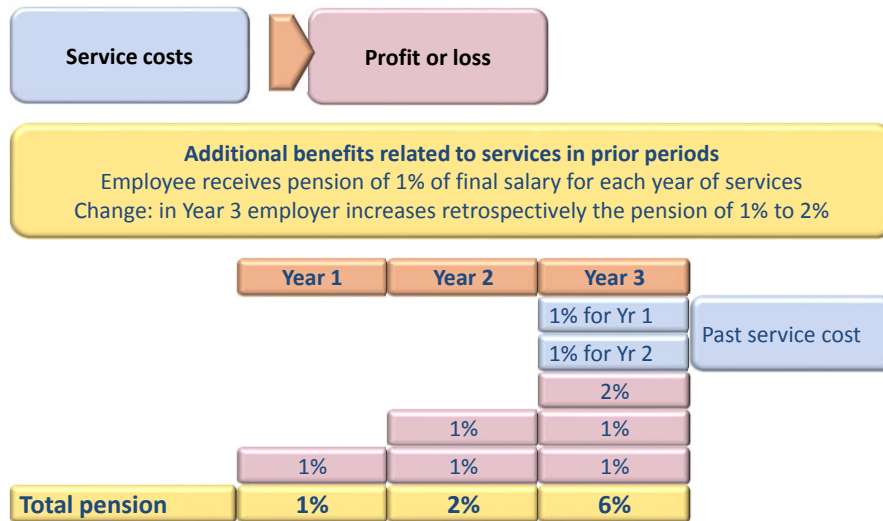 Service costs
Profit or loss
Additional benefits related to services in prior periods
Employee receives pension of 1% of final salary for each year of services
Change: in Year 3 employer increases retrospectively the pension of 1% to 2%
Year 1 Year 2 Year 3
1% for Yr 1
Past service cost
1% for Yr 2
2%
1% 1%
1% 1% 1%
Total pension 1% 2% 6%